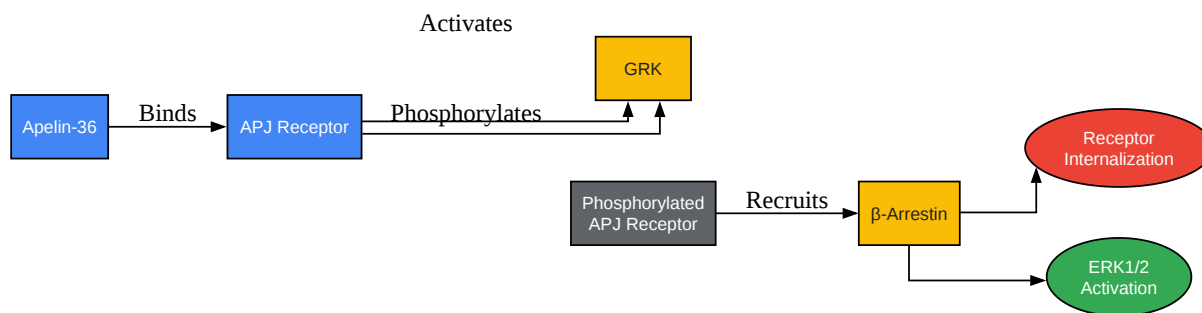 Activates
GRK
Apelin-36
Binds
APJ Receptor
Phosphorylates
Receptor
Internalization
Phosphorylated
APJ Receptor
Recruits
β-Arrestin
ERK1/2
Activation